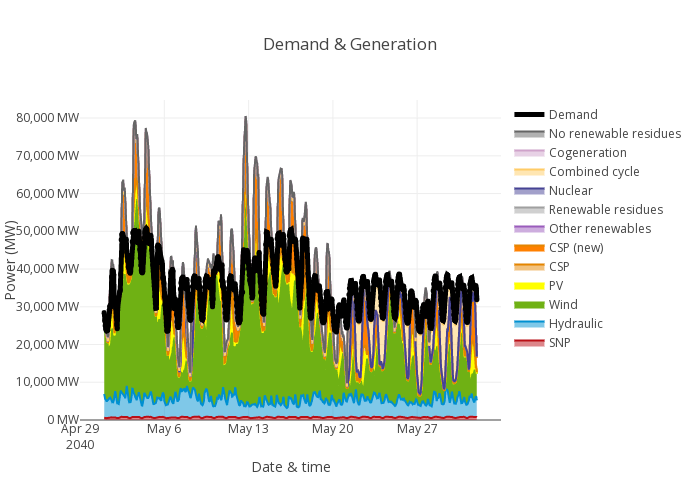 Demand & Generation
80,000 MW
70,000 MW
60,000 MW
50,000 MW
40,000 MW
30,000 MW
20,000 MW
10,000 MW
0 MW
Power (MW)
Apr 29
2040
May 6
May 13
May 20
May 27
Date & time
Demand
No renewable residues
Cogeneration
Combined cycle
Nuclear
Renewable residues
Other renewables
CSP (new)
CSP
PV
Wind
Hydraulic
SNP